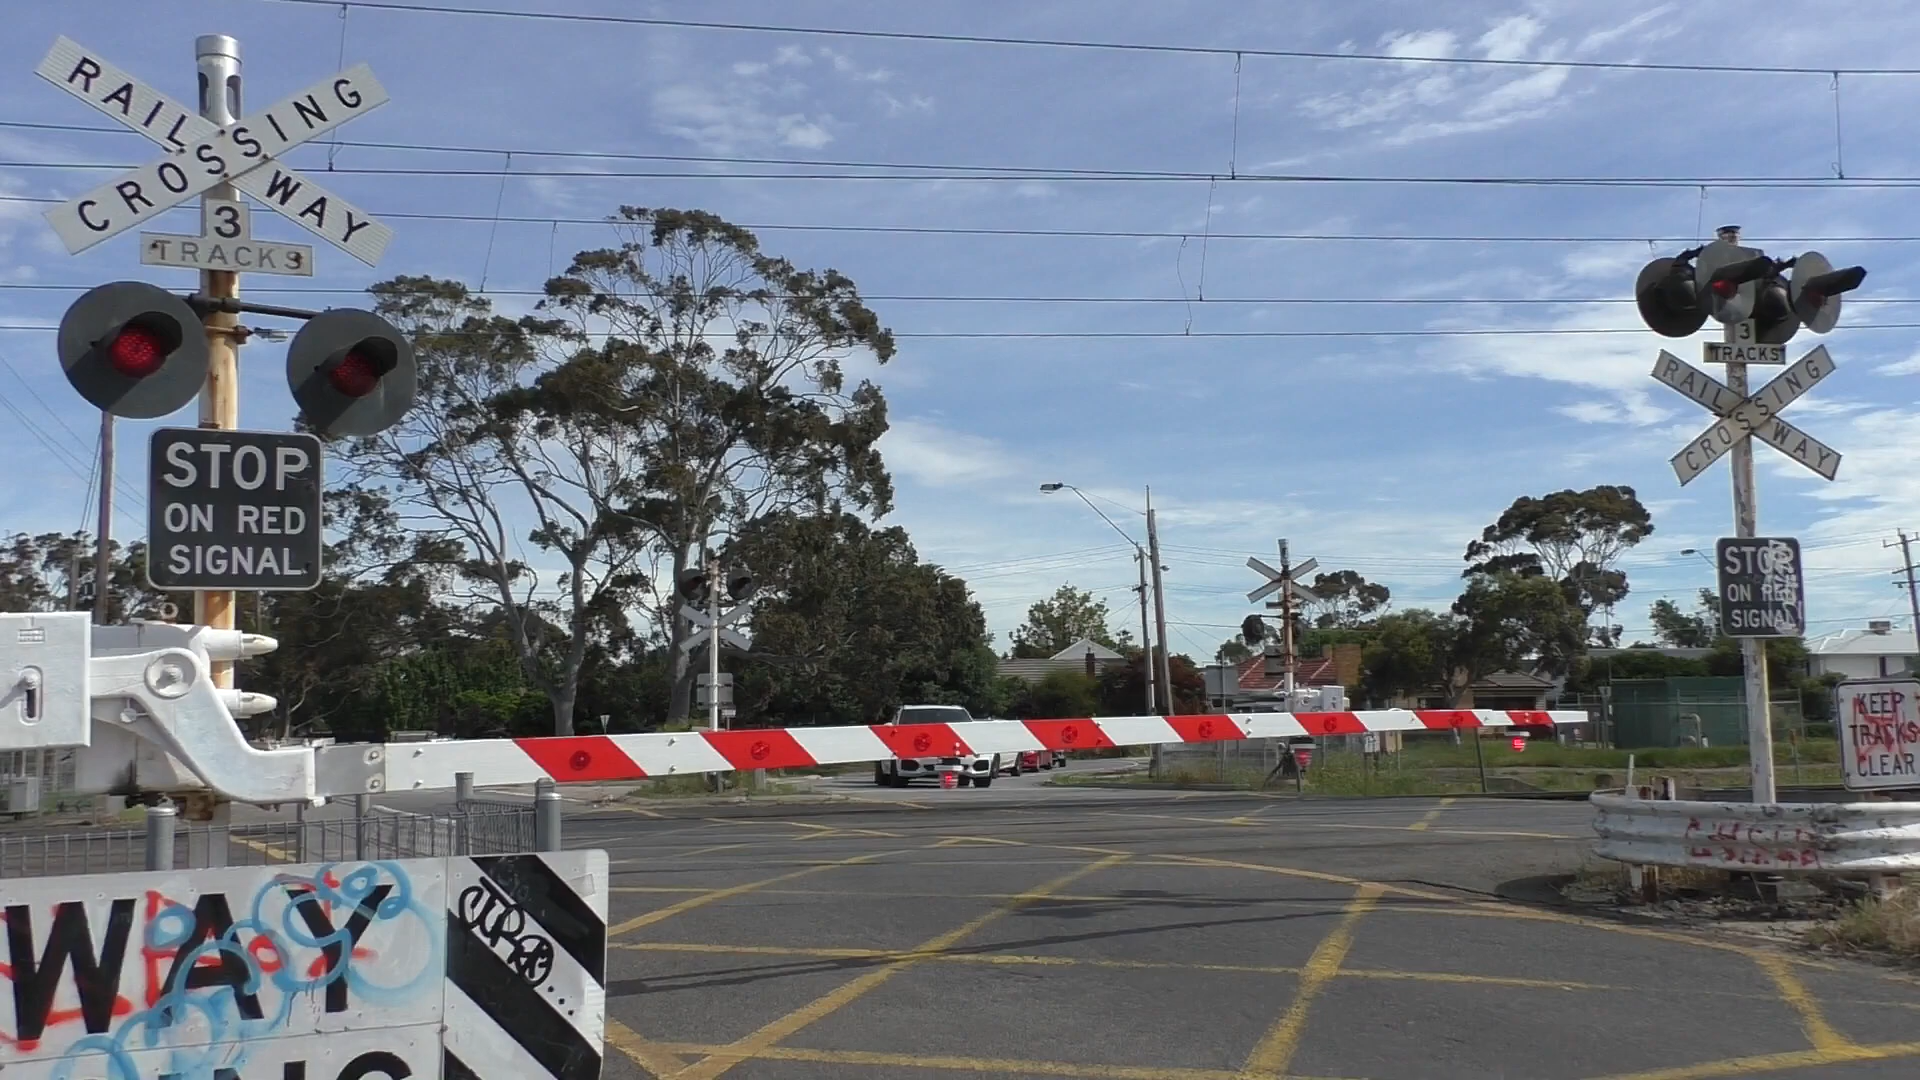 RAILWAY
CROSSING
3
TRACKS
STOP
ON RED
SIGNAL
WAY
3
TRACKS
RAILWAY
CROSSING
STOP
ON RED
SIGNAL
KEEP
TRACKS
CLEAR